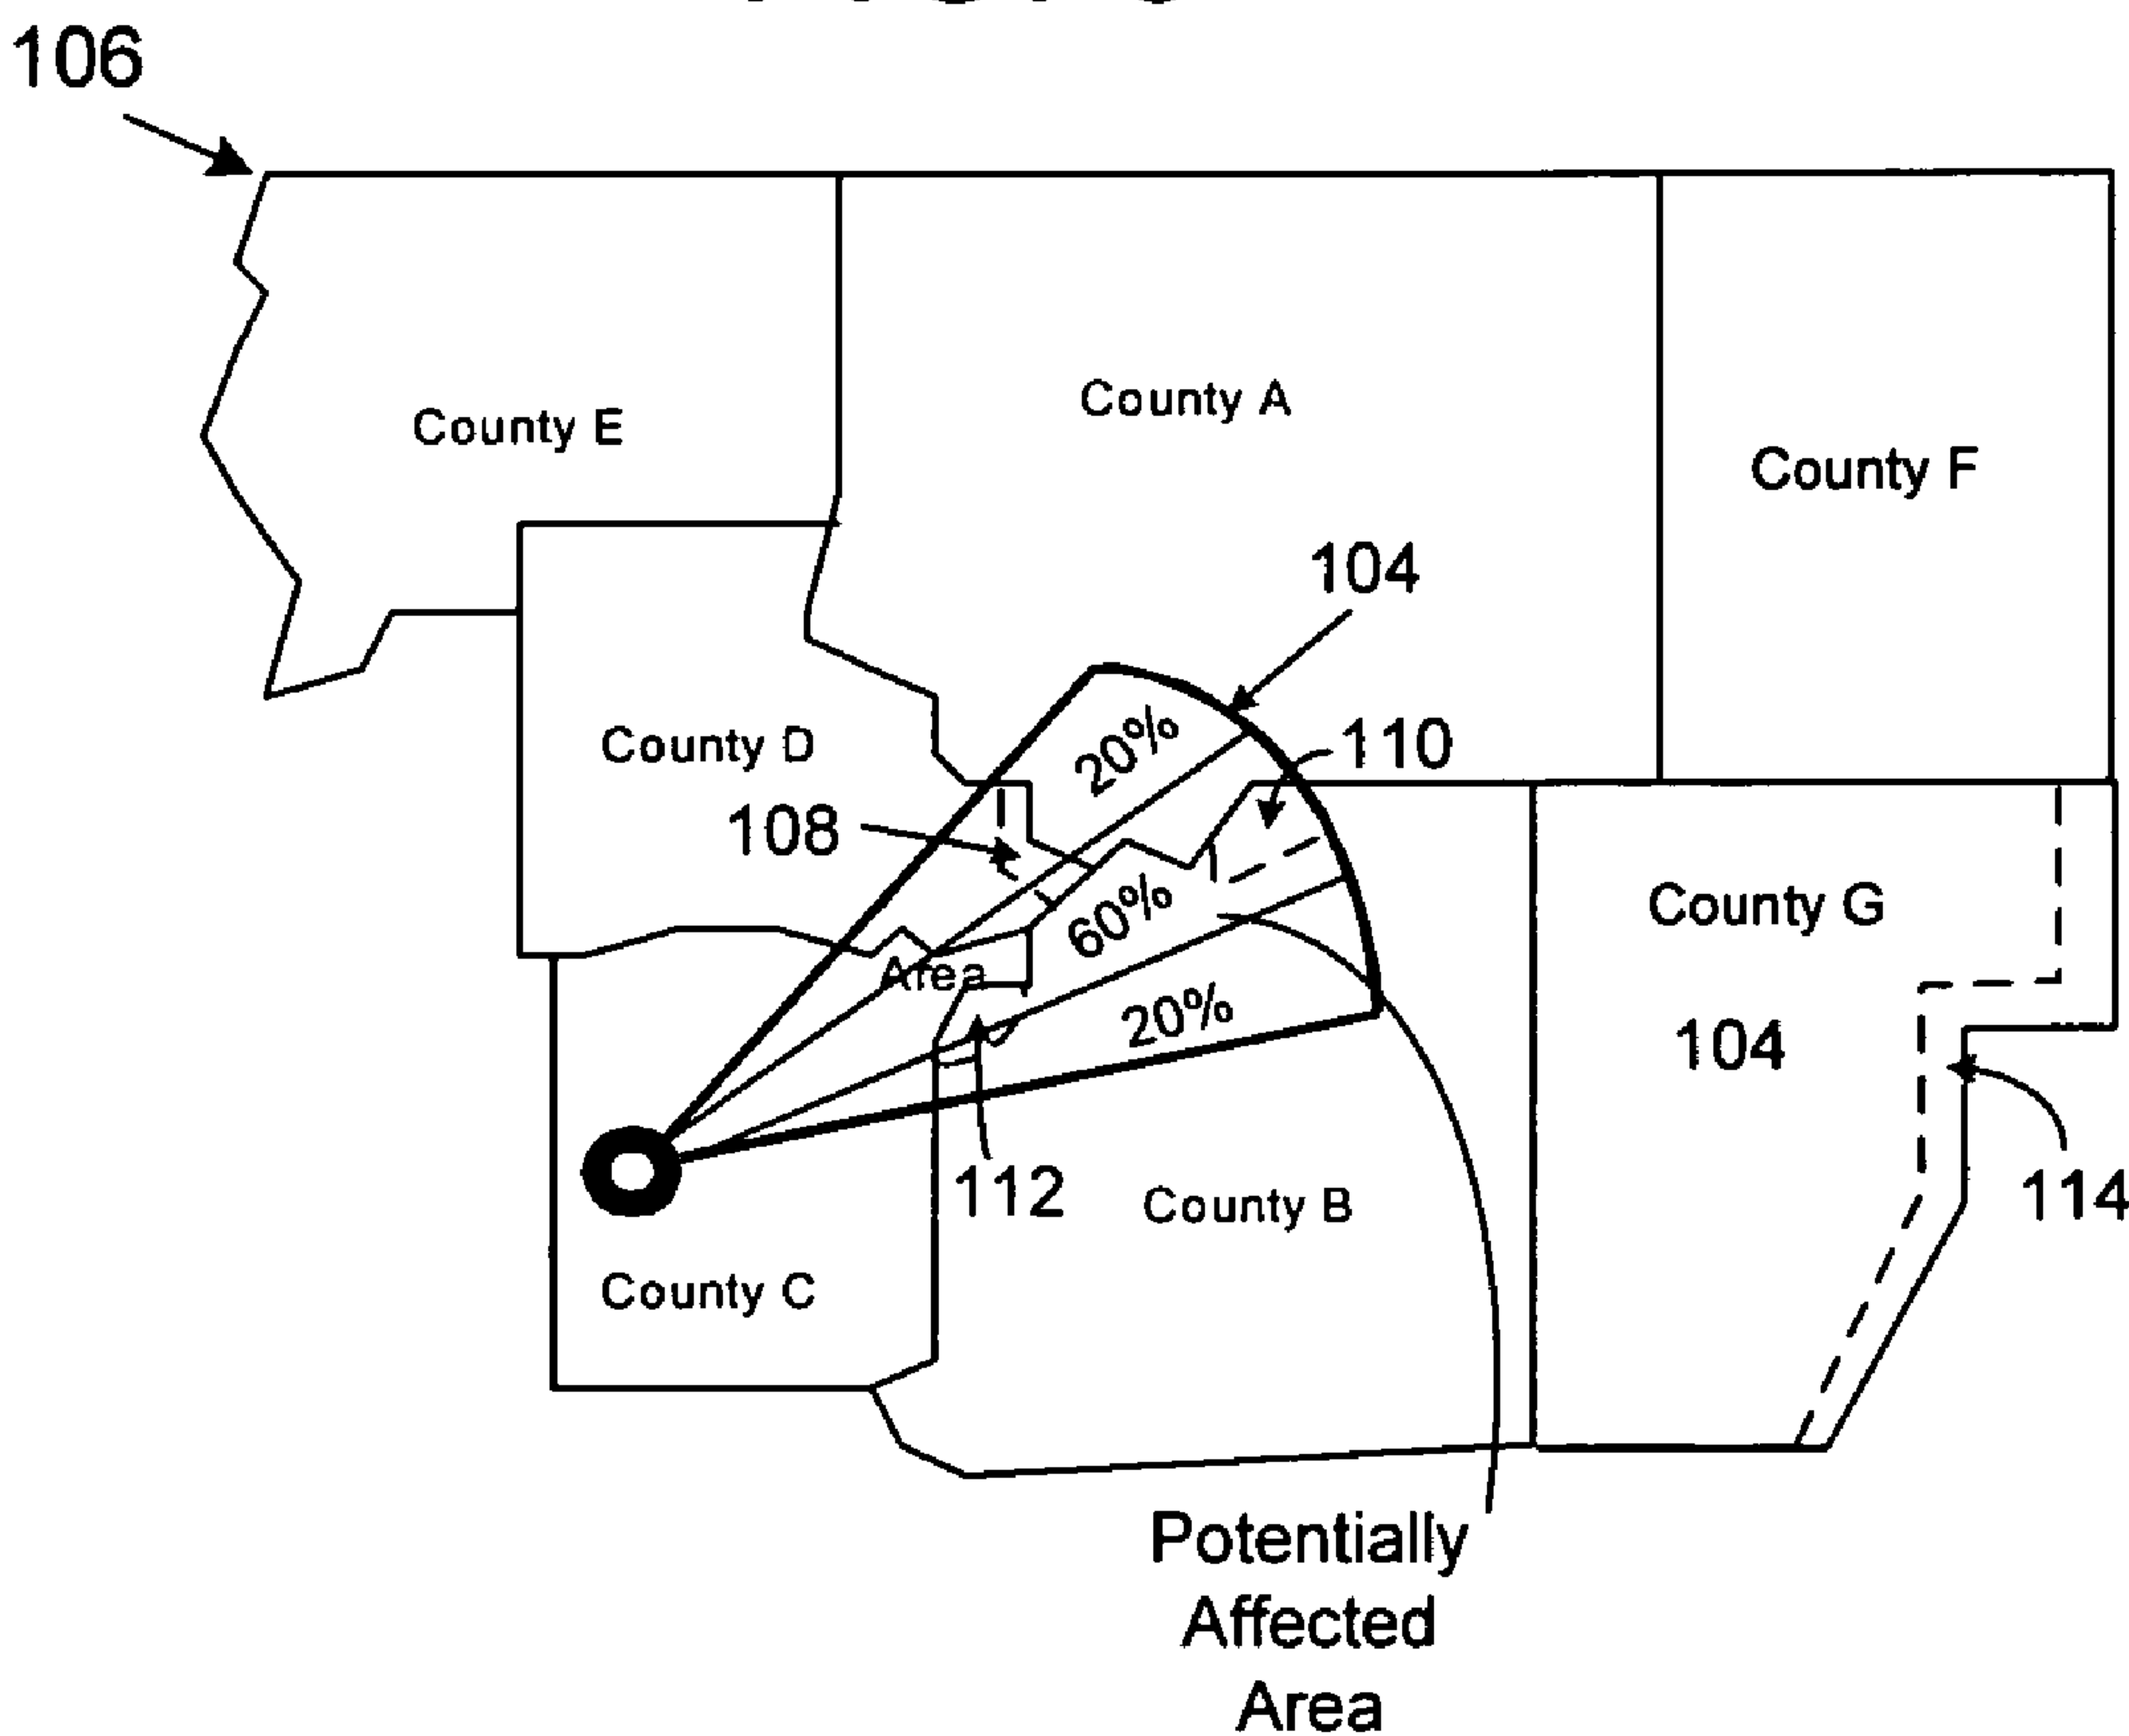 106
County E
County A
County F
104
20%
110
County D
108
60%
County G
Area
20%
104
112
114
County B
County C
Potentially
Affected
Area